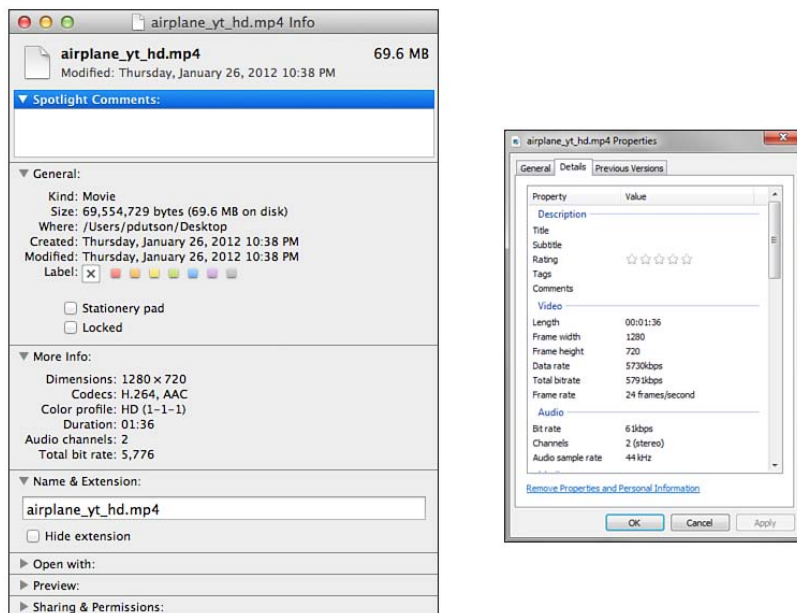 airplane_yt_hd.mp4 Info
airplane_yt_hd.mp4 69.6 MB
Modified: Thursday, January 26, 2012 10:38 PM
Spotlight Comments:
General:
Kind: Movie
Size: 69,554,729 bytes (69.6 MB on disk)
Where: /Users/pdutson/Desktop
Created: Thursday, January 26, 2012 10:38 PM
Modified: Thursday, January 26, 2012 10:38 PM
Label:
Stationery pad
Locked
More Info:
Dimensions: 1280 × 720
Codecs: H.264, AAC
Color profile: HD (1-1-1)
Duration: 01:36
Audio channels: 2
Total bit rate: 5,776
Name & Extension:
airplane_yt_hd.mp4
Hide extension
Open with:
Preview:
Sharing & Permissions:
airplane_yt_hd.mp4 Properties
General Details Previous Versions
Property Value
Description
Title
Subtitle
Rating
Tags
Comments
Video
Length 00:01:36
Frame width 1280
Frame height 720
Data rate 5730kbps
Total bitrate 5791kbps
Frame rate 24 frames/second
Audio
Bit rate 61kbps
Channels 2 (stereo)
Audio sample rate 44 kHz
Remove Properties and Personal Information
OK Cancel Apply